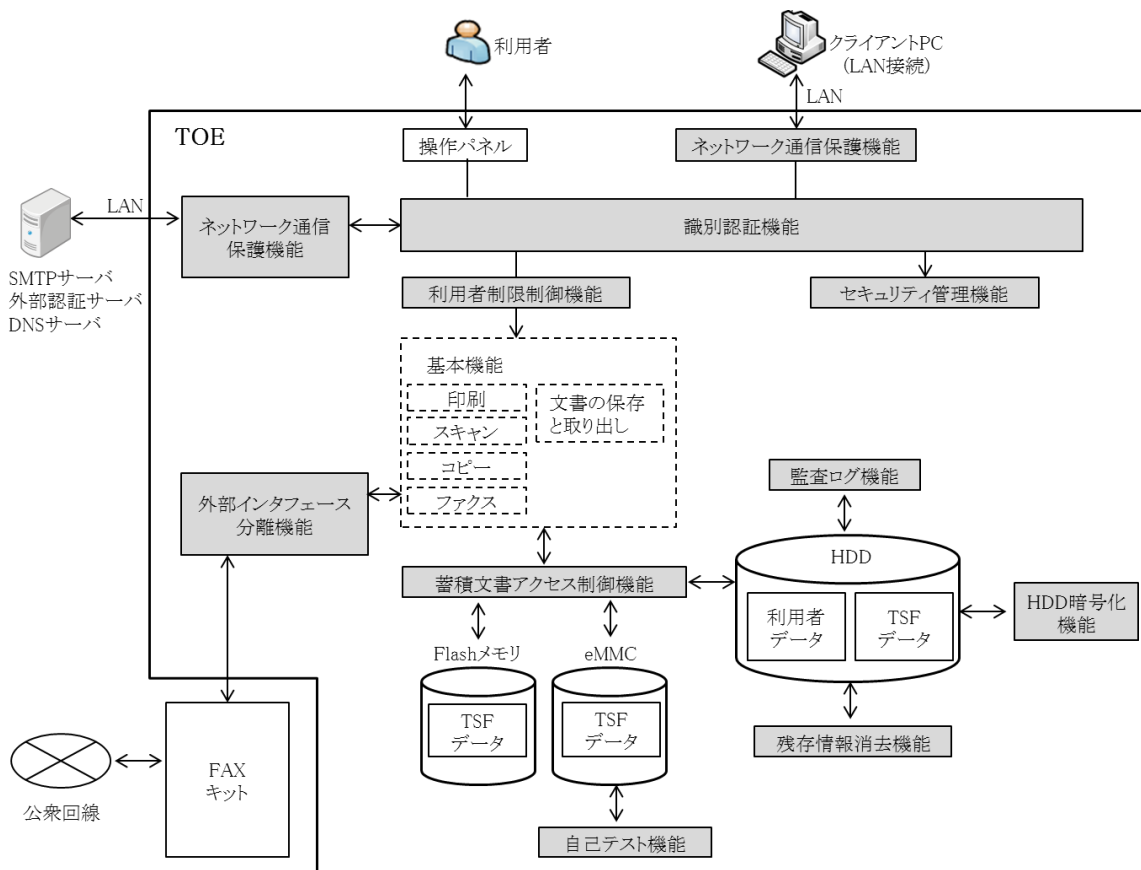 利用者
クライアントPC
(LAN接続)
LAN
TOE
操作パネル
ネットワーク通信保護機能
LAN
ネットワーク通信
保護機能
識別認証機能
SMTPサーバ
外部認証サーバ
DNSサーバ
利用者制限制御機能
セキュリティ管理機能
基本機能
印刷
スキャン
コピー
ファクス
文書の保存
と取り出し
外部インタフェース
分離機能
監査ログ機能
HDD
利用者
データ
TSF
データ
HDD暗号化
機能
蓄積文書アクセス制御機能
Flashメモリ
TSF
データ
eMMC
TSF
データ
残存情報消去機能
自己テスト機能
FAX
キット
公衆回線